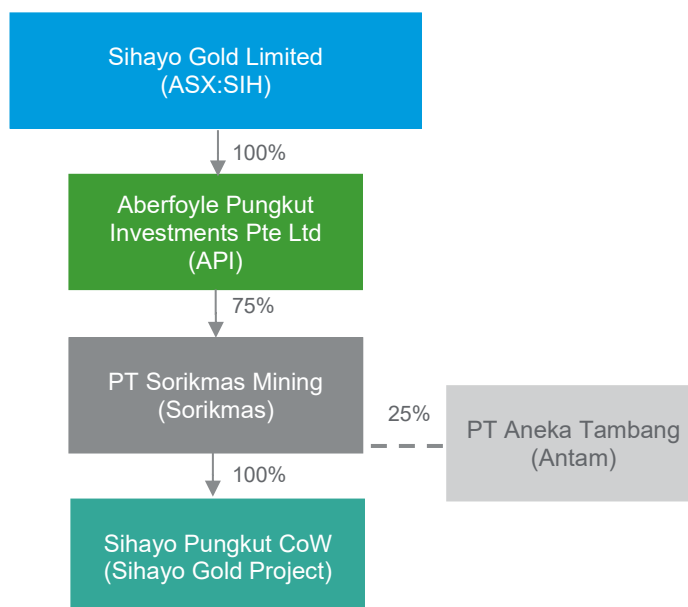 Sihayo Gold Limited
(ASX:SIH)
100%
Aberfoyle Pungkut
Investments Pte Ltd
(API)
75%
PT Sorikmas Mining
(Sorikmas)
25%
PT Aneka Tambang
(Antam)
100%
Sihayo Pungkut CoW
(Sihayo Gold Project)